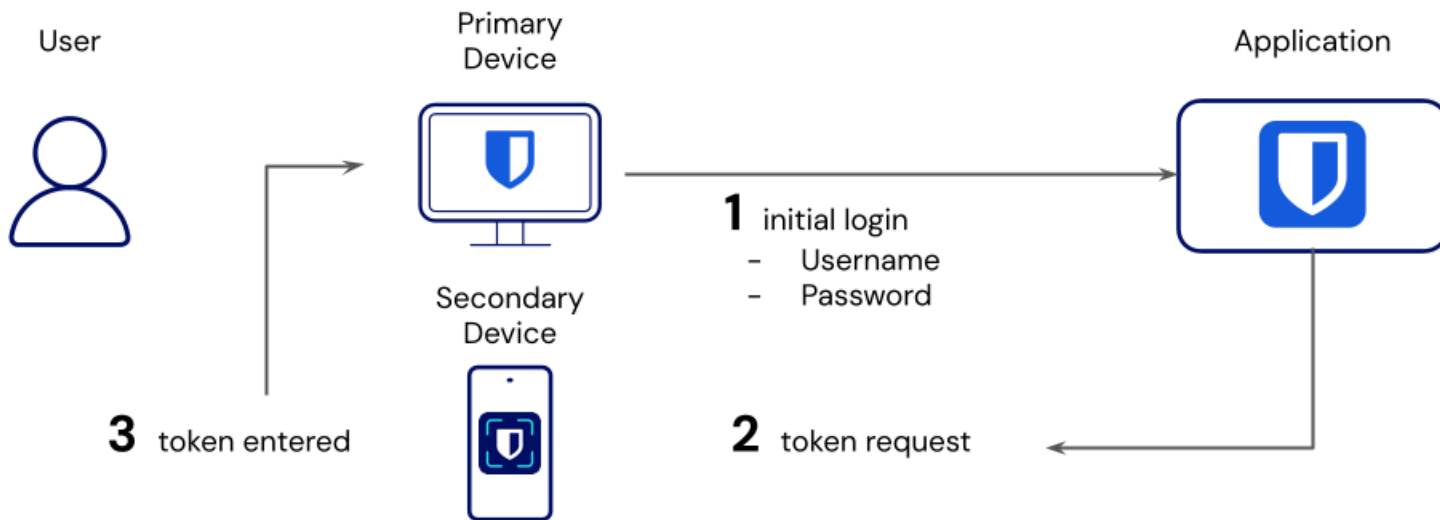 User
Primary
Device
Application
1 initial login
- Username
- Password
Secondary
Device
3 token entered
2 token request